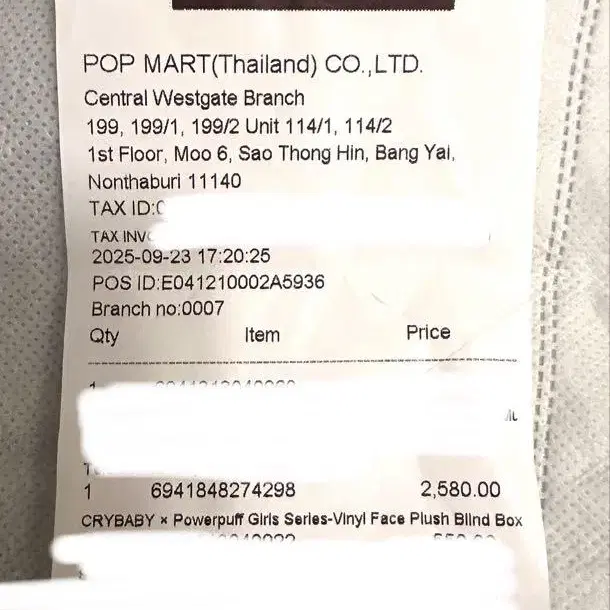 POP MART(Thailand) CO.,LTD.
Central Westgate Branch
199, 199/1, 199/2 Unit 114/1, 114/2
1st Floor, Moo 6, Sao Thong Hin, Bang Yai,
Nonthaburi 11140
TAX ID:
TAX INV
2025-09-23 17:20:25
POS ID:E041210002A5936
Branch no:0007
Qty Item Price
1
1 6941848274298 2,580.00
CRYBABY × Powerpuff Girls Series-Vinyl Face Plush Blind Box